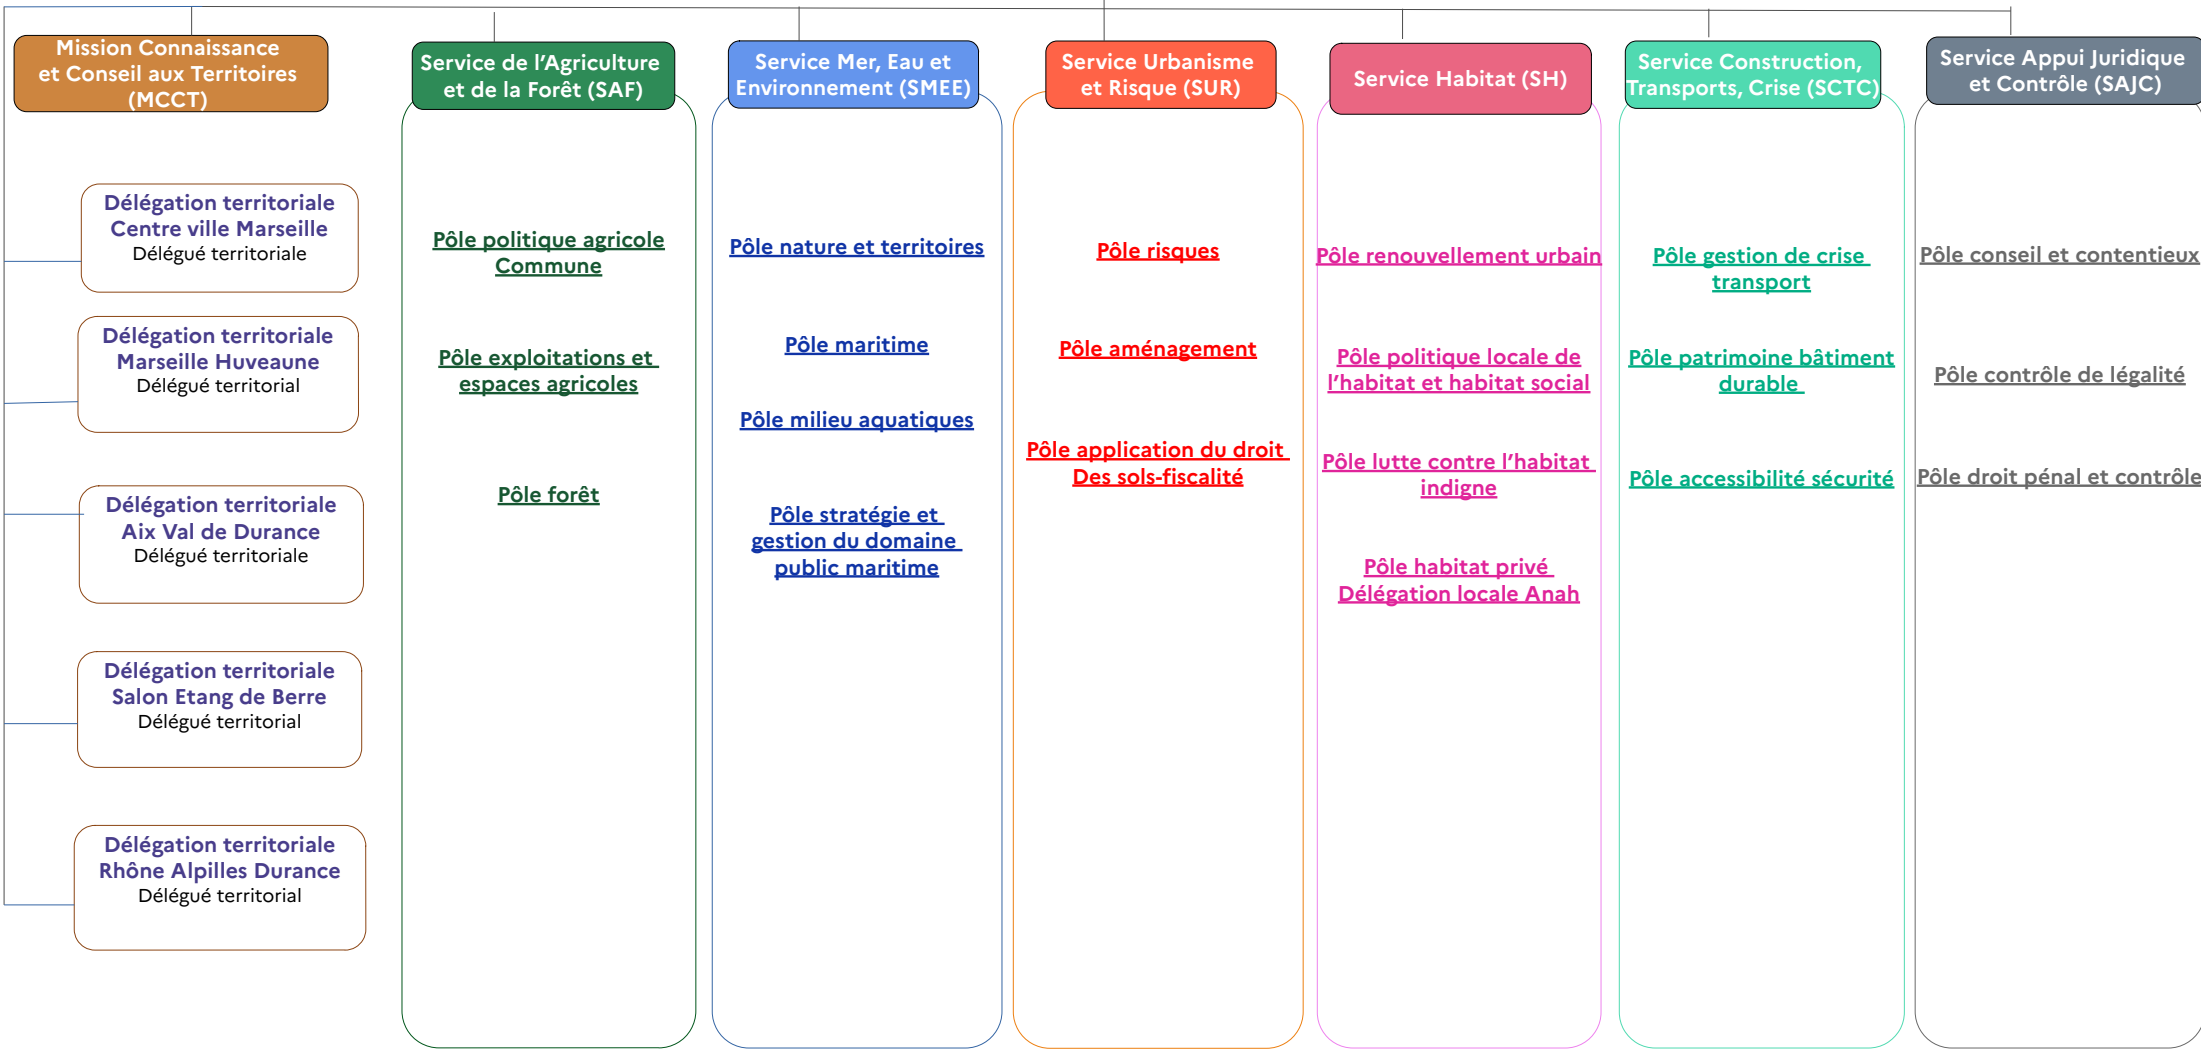 Mission Connaissance
et Conseil aux Territoires
(MCCT)
Délégation territoriale
Centre ville Marseille
Délégué territoriale
Délégation territoriale
Marseille Huveaune
Délégué territorial
Délégation territoriale
Aix Val de Durance
Délégué territoriale
Délégation territoriale
Salon Etang de Berre
Délégué territorial
Délégation territoriale
Rhône Alpilles Durance
Délégué territorial
Service de l'Agriculture
et de la Forêt (SAF)
Pôle politique agricole
Commune
Pôle exploitations et
espaces agricoles
Pôle forêt
Service Mer, Eau et
Environnement (SMEE)
Pôle nature et territoires
Pôle maritime
Pôle milieu aquatiques
Pôle stratégie et
gestion du domaine
public maritime
Service Urbanisme
et Risque (SUR)
Pôle risques
Pôle aménagement
Pôle application du droit
Des sols-fiscalité
Service Habitat (SH)
Pôle renouvellement urbain
Pôle politique locale de
l'habitat et habitat social
Pôle lutte contre l'habitat
indigne
Pôle habitat privé
Délégation locale Anah
Service Construction,
Transports, Crise (SCTC)
Pôle gestion de crise
transport
Pôle patrimoine bâtiment
durable
Pôle accessibilité sécurité
Service Appui Juridique
et Contrôle (SAJC)
Pôle conseil et contentieux
Pôle contrôle de légalité
Pôle droit pénal et contrôle